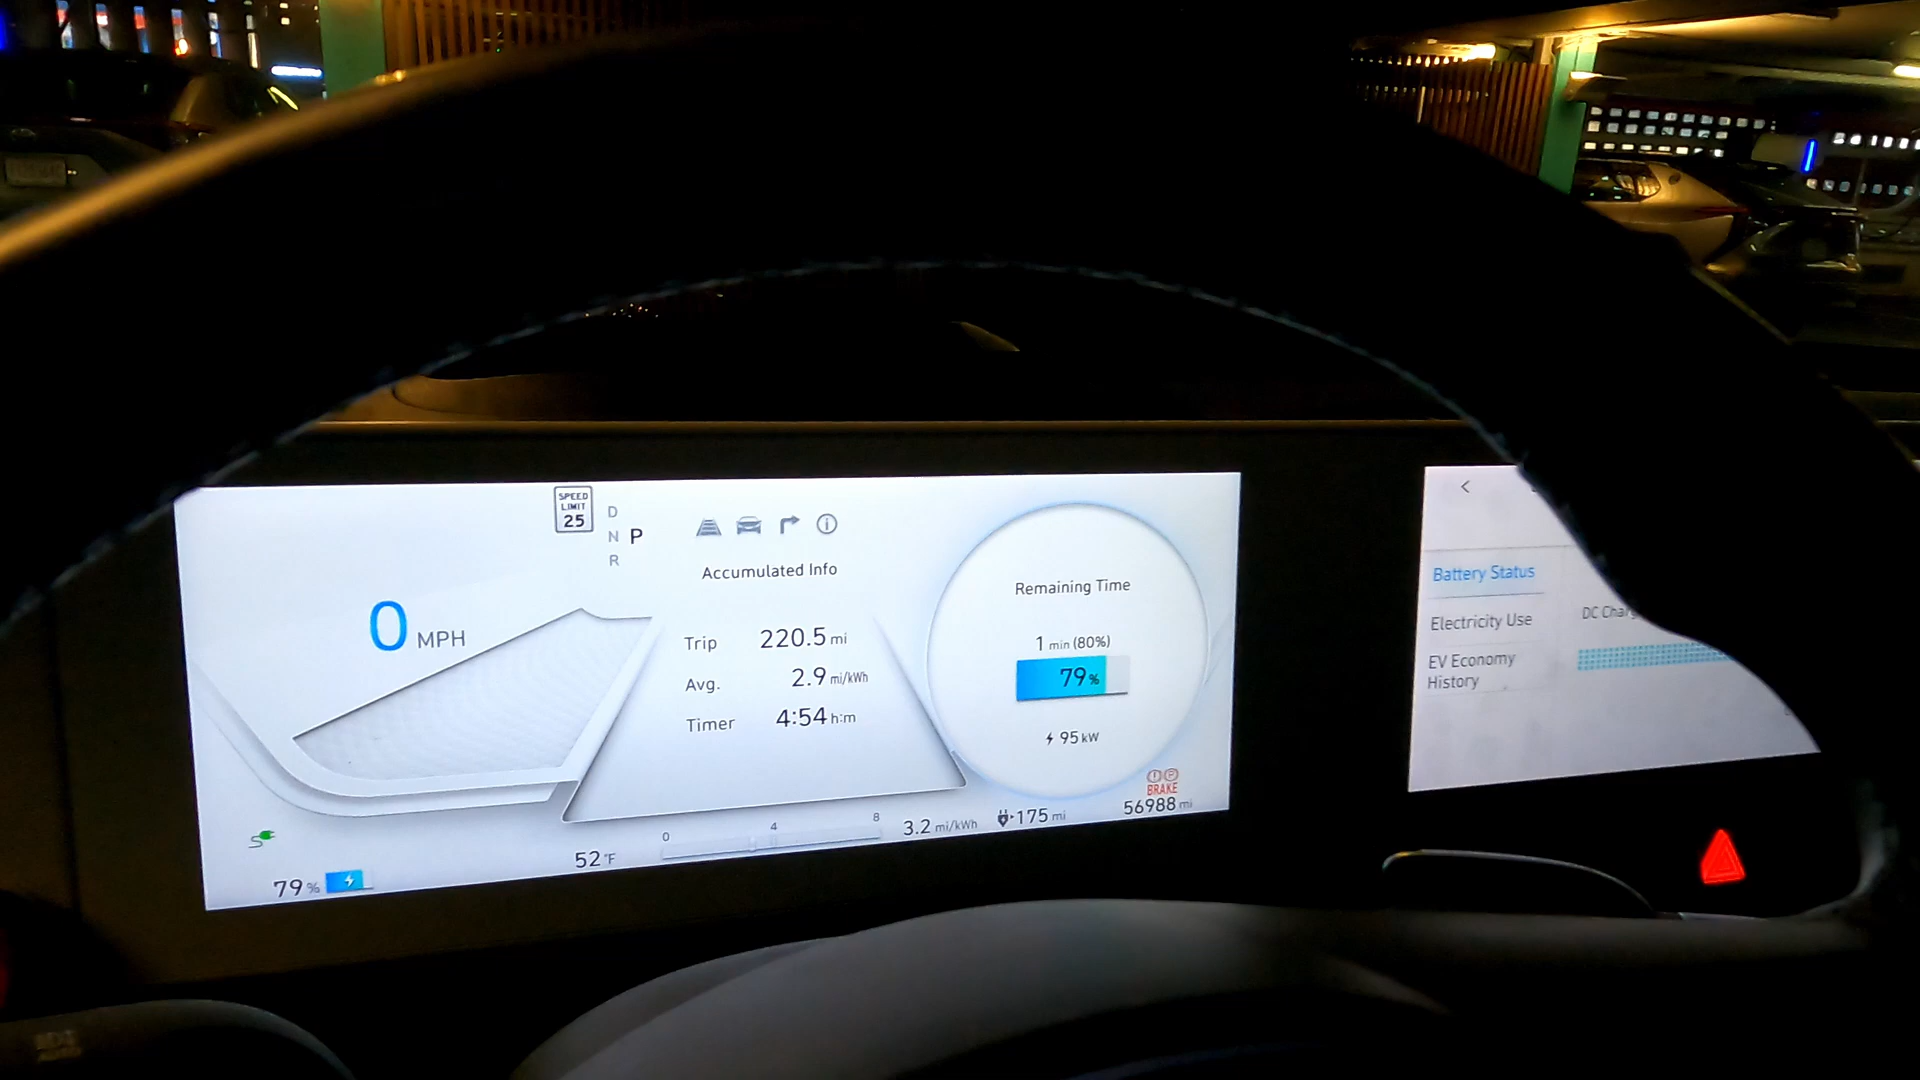 SPEED
LIMIT
25
D
N P
R
0 MPH
Accumulated Info
Trip 220.5 mi
Avg. 2.9 mi/kWh
Timer 4:54 h:m
Remaining Time
1 min (80%)
79%
95 kW
BRAKE
56988 mi
0 4 8
3.2 mi/kWh
175 mi
52°F
79%
Battery Status
Electricity Use
EV Economy
History
DC